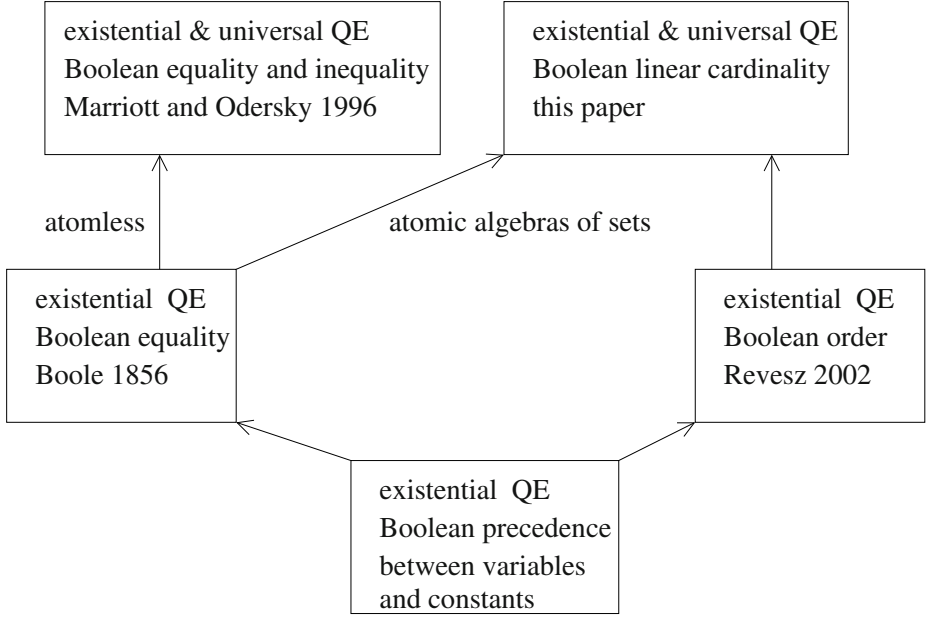 existential & universal QE
Boolean equality and inequality
Marriott and Odersky 1996
existential & universal QE
Boolean linear cardinality
this paper
atomless
atomic algebras of sets
existential QE
Boolean equality
Boole 1856
existential QE
Boolean order
Revesz 2002
existential QE
Boolean precedence
between variables
and constants